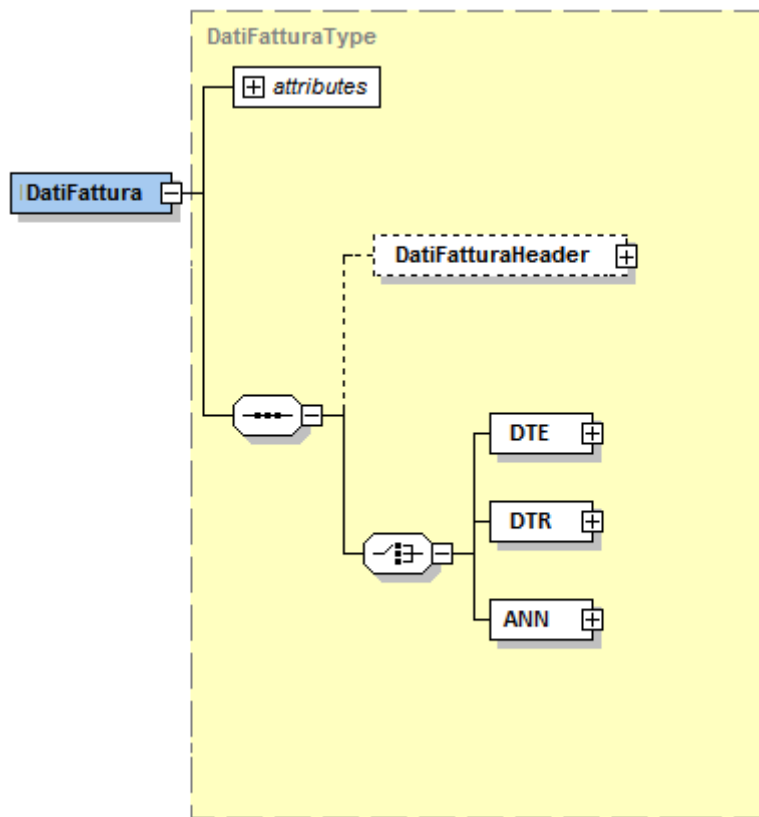 DatiFatturaType
attributes
DatiFattura
DatiFatturaHeader
DTE
DTR
ANN